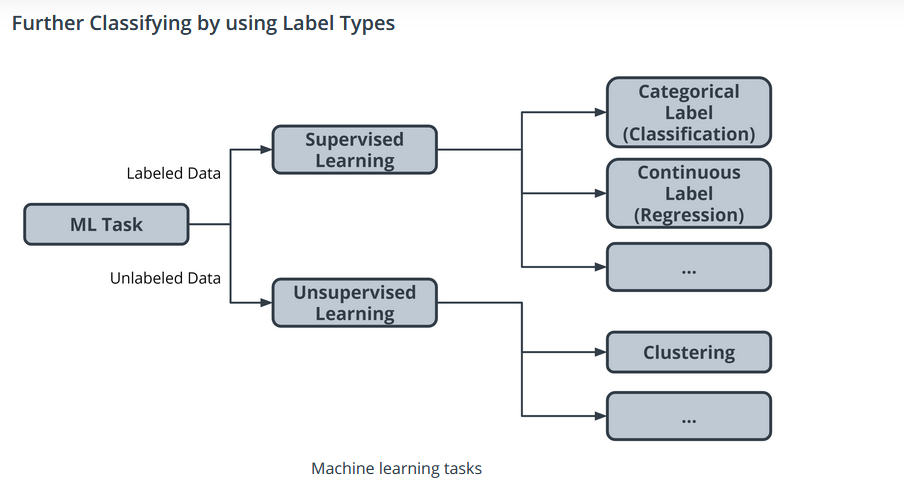 Further Classifying by using Label Types
Categorical
Label
(Classification)
Supervised
Learning
Labeled Data
Continuous
Label
(Regression)
ML Task
...
Unlabeled Data
Unsupervised
Learning
Clustering
...
Machine learning tasks